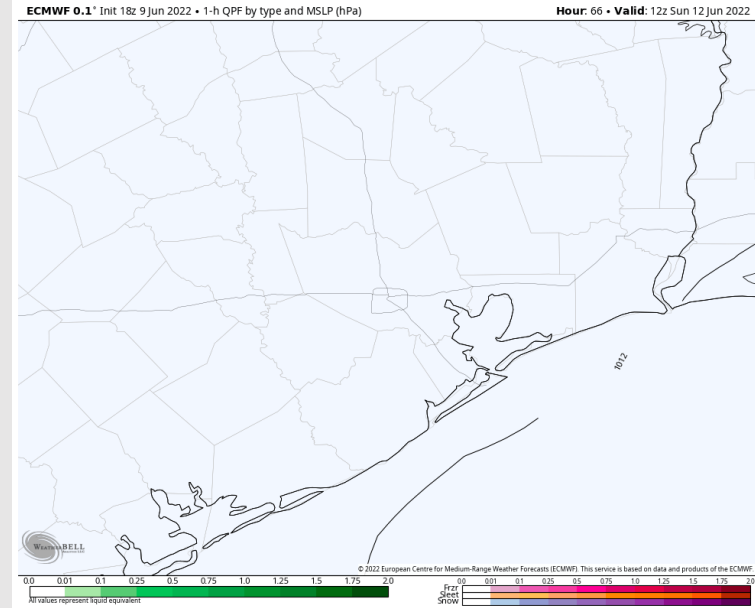 ECMWF 0.1° Init 18z 9 Jun 2022 • 1-h QPF by type and MSLP (hPa)
Hour: 66 • Valid: 12z Sun 12 Jun 2022
1012
WEATHERBELL
© 2022 European Centre for Medium-Range Weather Forecasts (ECMWF). This service is based on data and products of the ECMWF.
0.0 0.01 0.1 0.25 0.5 0.75 1.0 1.25 1.5 1.75 2.0
All values represent liquid equivalent
0.0 0.01 0.1 0.25 0.5 0.75 1.0 1.25 1.5 1.75 2.0
Frzr
Sleet
Snow